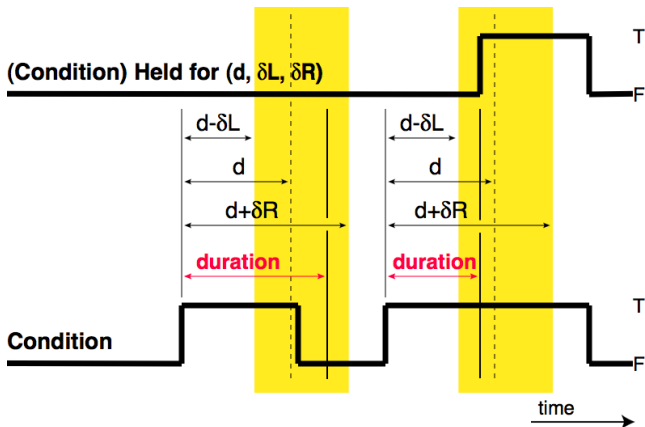 T
(Condition) Held for (d, δL, δR)
F
d-δL d-δL
d d
d+δR d+δR
duration duration
T
Condition
F
time